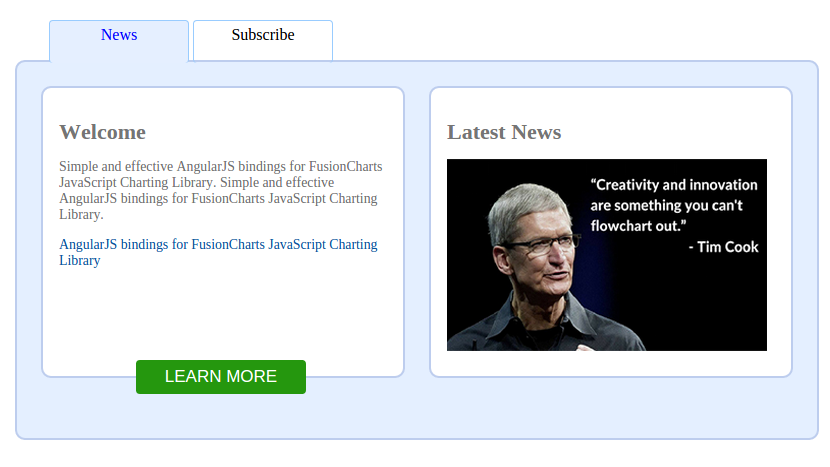 News
Subscribe
Welcome
Simple and effective AngularJS bindings for FusionCharts
JavaScript Charting Library. Simple and effective
AngularJS bindings for FusionCharts JavaScript Charting
Library.
AngularJS bindings for FusionCharts JavaScript Charting
Library
LEARN MORE
Latest News
“Creativity and innovation
are something you can't
flowchart out.”
- Tim Cook